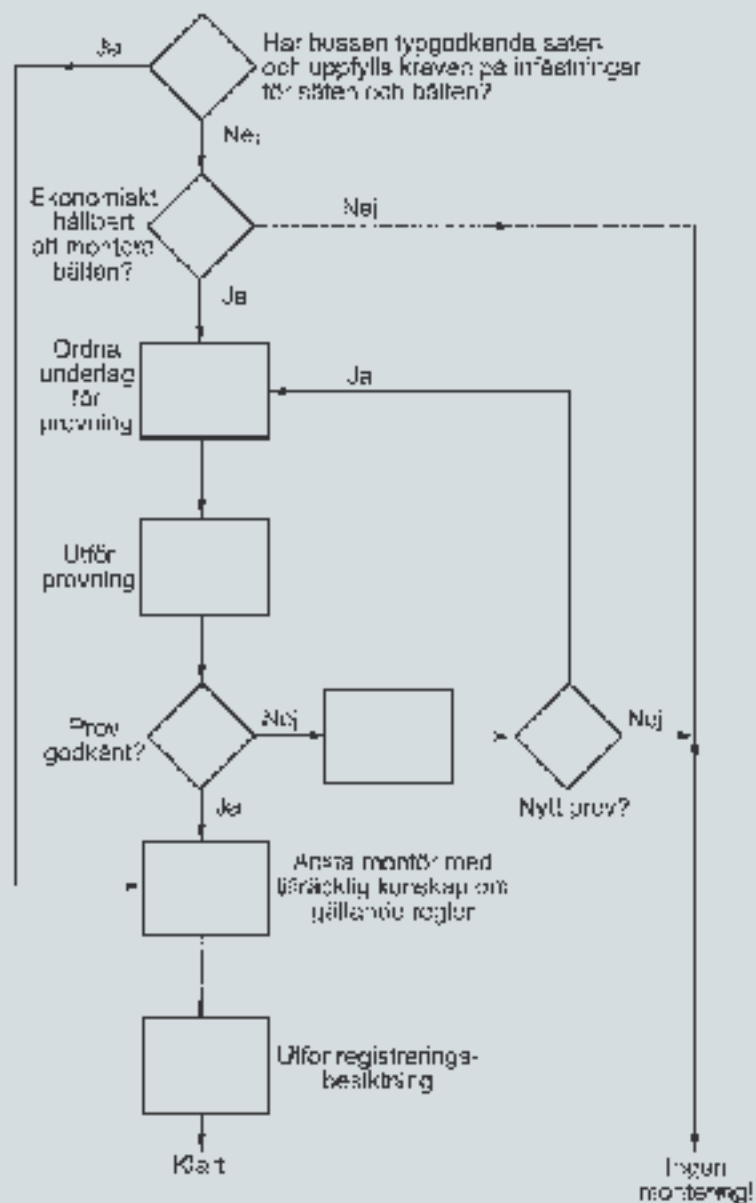 Ja
Har bussen typgodkända säten
och uppfylls kraven på infästningar
för säten och bälten?
Nej
Ekonomiskt
hållbart
att montera
bälten?
Nej
Ja
Ordna
underlag
för
provning
Ja
Utför
provning
Prov
godkänt?
Nej
Nej
Nytt prov?
Ja
montör med
tillräcklig kunskap om
gällande regler
Utför registrerings-
besiktning
Klart
Ingen
montering!